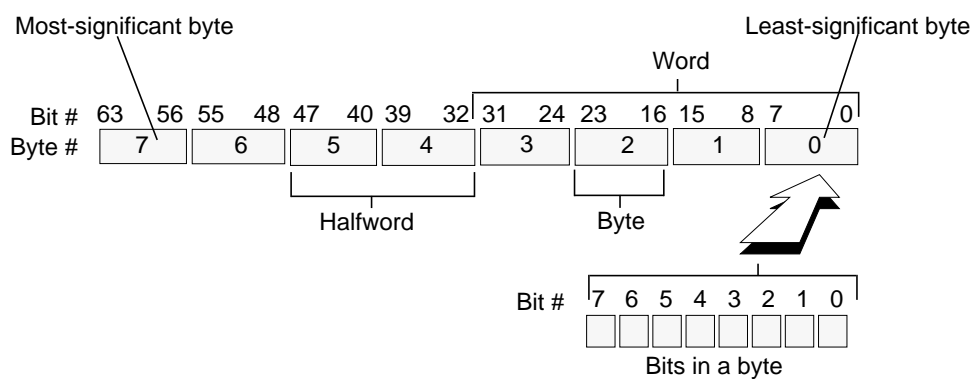 Most-significant byte Least-significant byte
Word
Bit # 63 56 55 48 47 40 39 32 31 24 23 16 15 8 7 0
Byte # 7 6 5 4 3 2 1 0
Halfword Byte
Bit # 7 6 5 4 3 2 1 0
Bits in a byte